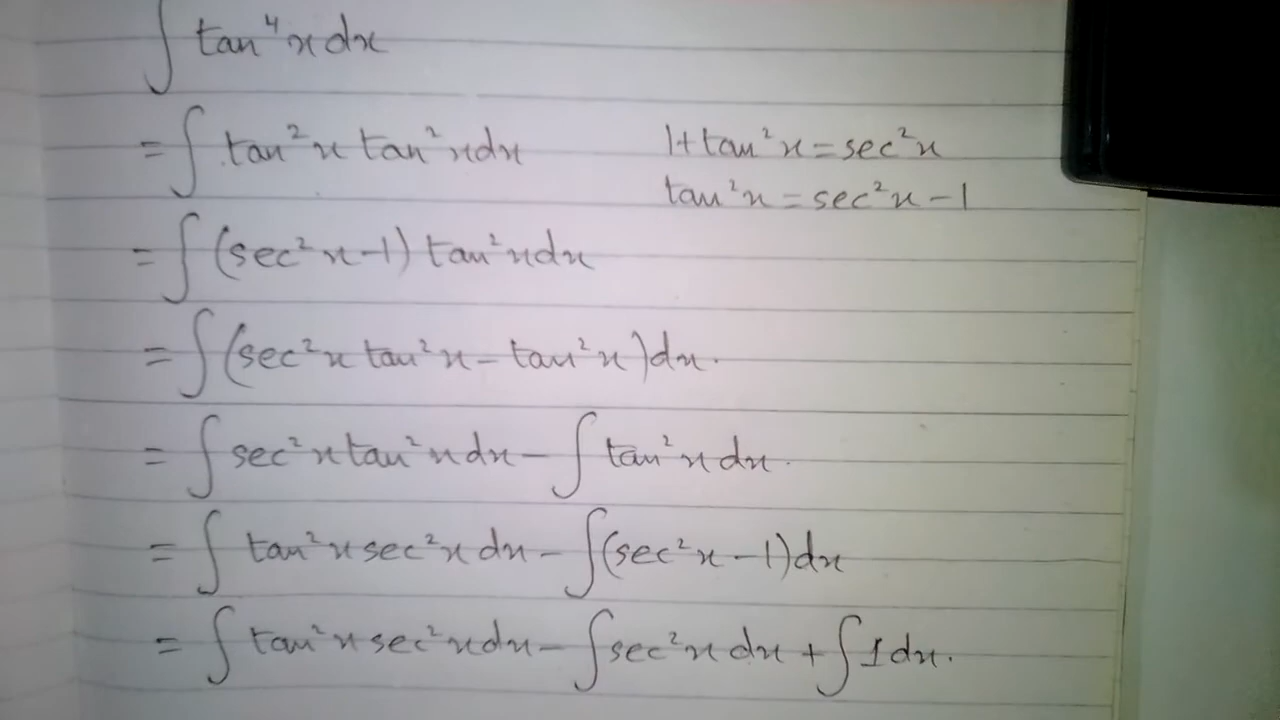 ∫ tan⁴x dx
= ∫ tan²x tan²x dx
1+tan²x = sec²x
tan²x = sec²x − 1
= ∫ (sec²x−1) tan²x dx
= ∫ (sec²x tan²x − tan²x) dx.
= ∫ sec²x tan²x dx − ∫ tan²x dx.
= ∫ tan²x sec²x dx − ∫ (sec²x − 1) dx
= ∫ tan²x sec²x dx − ∫ sec²x dx + ∫ 1 dx.